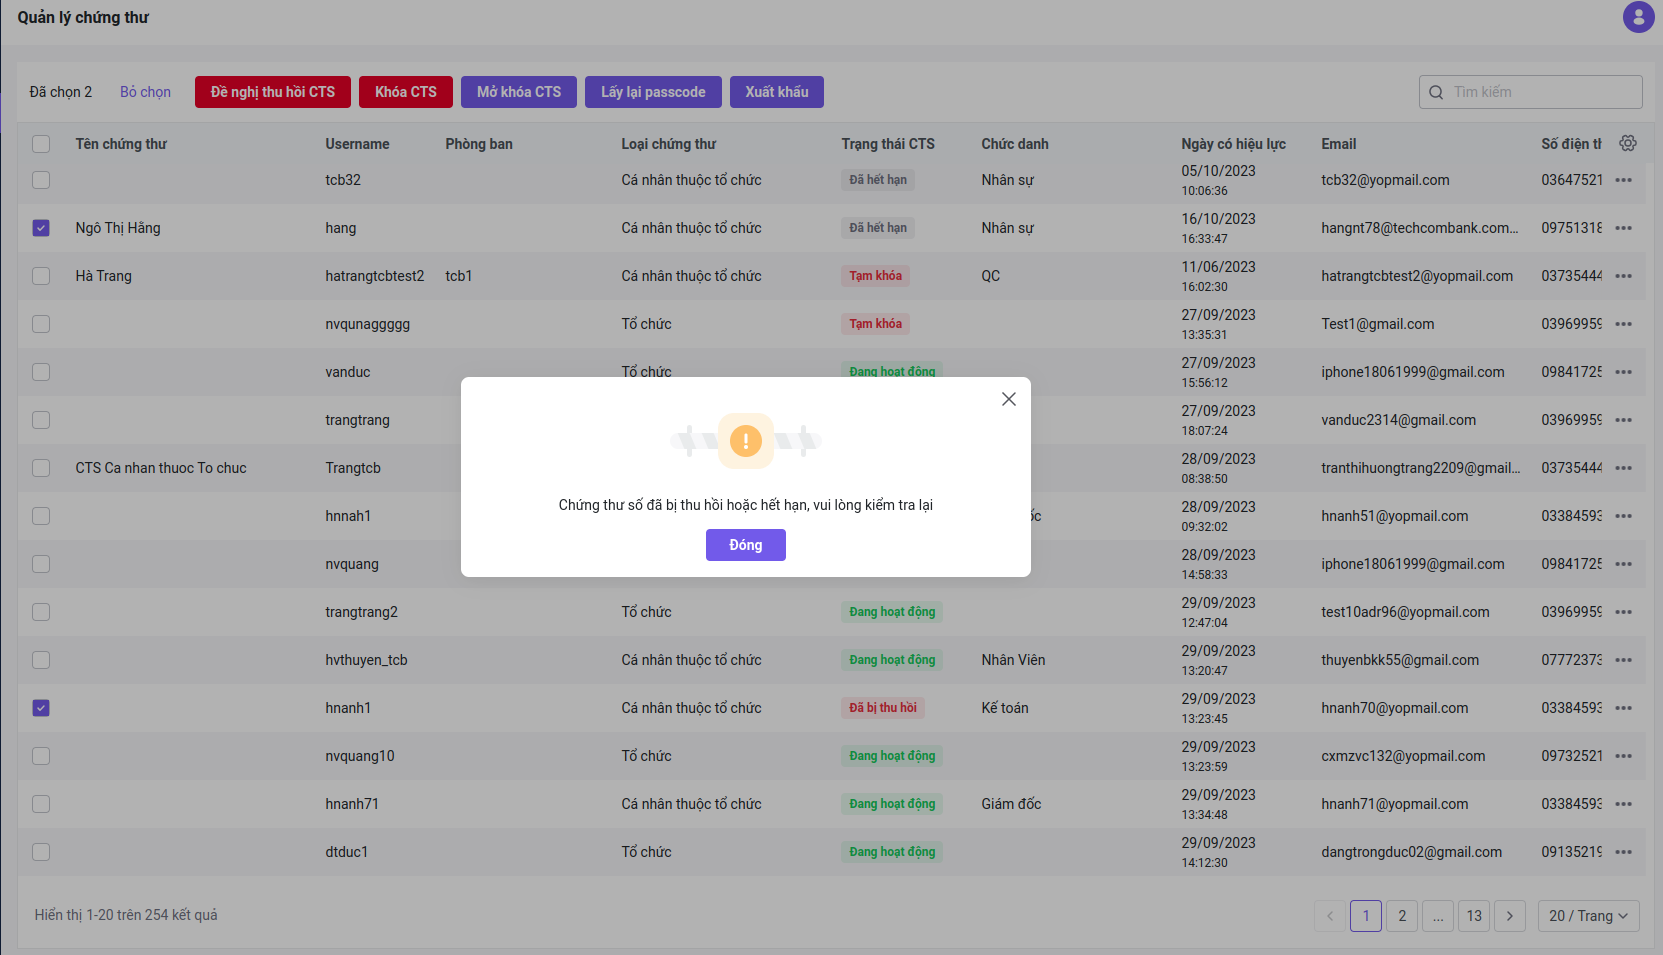 Quản lý chứng thư
Đã chọn 2 Bỏ chọn Đề nghị thu hồi CTS Khóa CTS Mở khóa CTS Lấy lại passcode Xuất khẩu Tìm kiếm
Tên chứng thư Username Phòng ban Loại chứng thư Trạng thái CTS Chức danh Ngày có hiệu lực Email Số điện th
tcb32 Cá nhân thuộc tổ chức Đã hết hạn Nhân sự 05/10/2023 10:06:36 tcb32@yopmail.com 03647521
Ngô Thị Hằng hang Cá nhân thuộc tổ chức Đã hết hạn Nhân sự 16/10/2023 16:33:47 hangnt78@techcombank.com... 09751318
Hà Trang hatrangtcbtest2 tcb1 Cá nhân thuộc tổ chức Tạm khóa QC 11/06/2023 16:02:30 hatrangtcbtest2@yopmail.com 03735444
nvqunaggggg Tổ chức Tạm khóa 27/09/2023 13:35:31 Test1@gmail.com 03969959
vanduc Tổ chức Đang hoạt động 27/09/2023 15:56:12 iphone18061999@gmail.com 09841725
trangtrang 27/09/2023 18:07:24 vanduc2314@gmail.com 03969959
CTS Ca nhan thuoc To chuc Trangtcb 28/09/2023 08:38:50 tranthihuongtrang2209@gmail... 03735444
hnnah1 ốc 28/09/2023 09:32:02 hnanh51@yopmail.com 03384593
nvquang 28/09/2023 14:58:33 iphone18061999@gmail.com 09841725
trangtrang2 Tổ chức Đang hoạt động 29/09/2023 12:47:04 test10adr96@yopmail.com 03969959
hvthuyen_tcb Cá nhân thuộc tổ chức Đang hoạt động Nhân Viên 29/09/2023 13:20:47 thuyenbkk55@gmail.com 07772373
hnanh1 Cá nhân thuộc tổ chức Đã bị thu hồi Kế toán 29/09/2023 13:23:45 hnanh70@yopmail.com 03384593
nvquang10 Tổ chức Đang hoạt động 29/09/2023 13:23:59 cxmzvc132@yopmail.com 09732521
hnanh71 Cá nhân thuộc tổ chức Đang hoạt động Giám đốc 29/09/2023 13:34:48 hnanh71@yopmail.com 03384593
dtduc1 Tổ chức Đang hoạt động 29/09/2023 14:12:30 dangtrongduc02@gmail.com 09135219
Chứng thư số đã bị thu hồi hoặc hết hạn, vui lòng kiểm tra lại
Đóng
Hiển thị 1-20 trên 254 kết quả 1 2 ... 13 20 / Trang